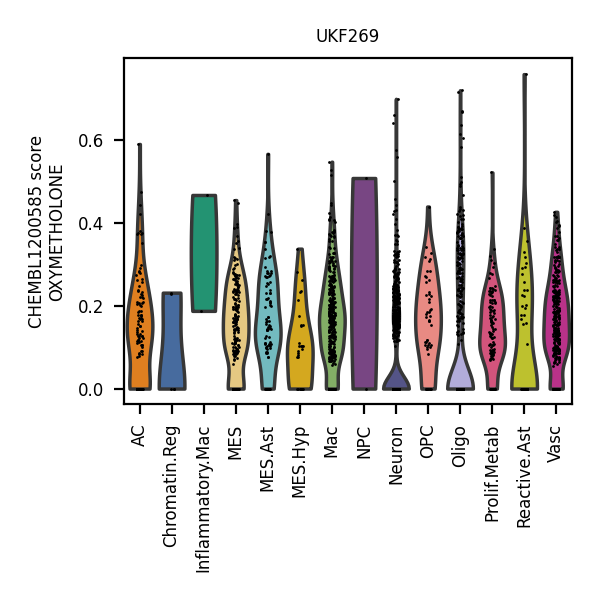 UKF269
CHEMBL1200585 score
OXYMETHOLONE
0.6
0.4
0.2
0.0
AC
Chromatin.Reg
Inflammatory.Mac
MES
MES.Ast
MES.Hyp
Mac
NPC
Neuron
OPC
Oligo
Prolif.Metab
Reactive.Ast
Vasc